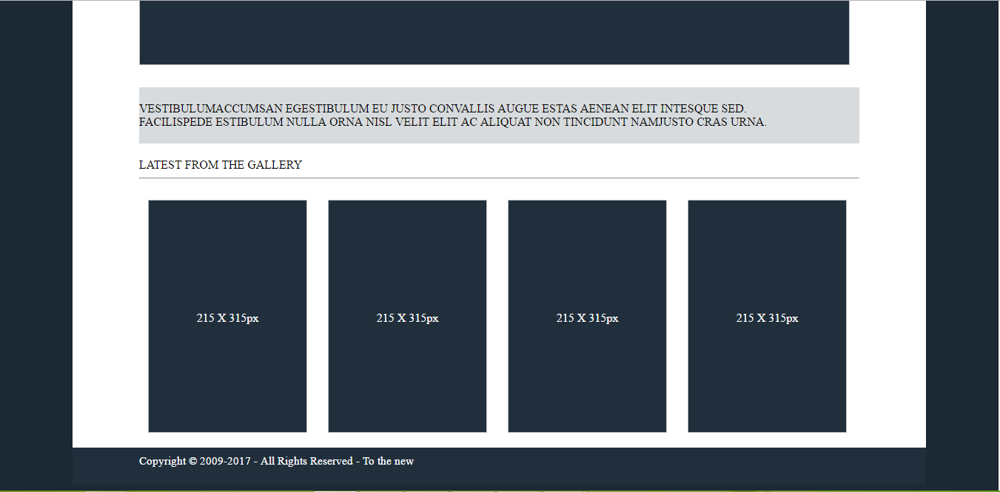 VESTIBULUMACCUMSAN EGESTIBULUM EU JUSTO CONVALLIS AUGUE ESTAS AENEAN ELIT INTESQUE SED.
FACILISPEDE ESTIBULUM NULLA ORNA NISL VELIT ELIT AC ALIQUAT NON TINCIDUNT NAMJUSTO CRAS URNA.
LATEST FROM THE GALLERY
215 X 315px
215 X 315px
215 X 315px
215 X 315px
Copyright © 2009-2017 - All Rights Reserved - To the new